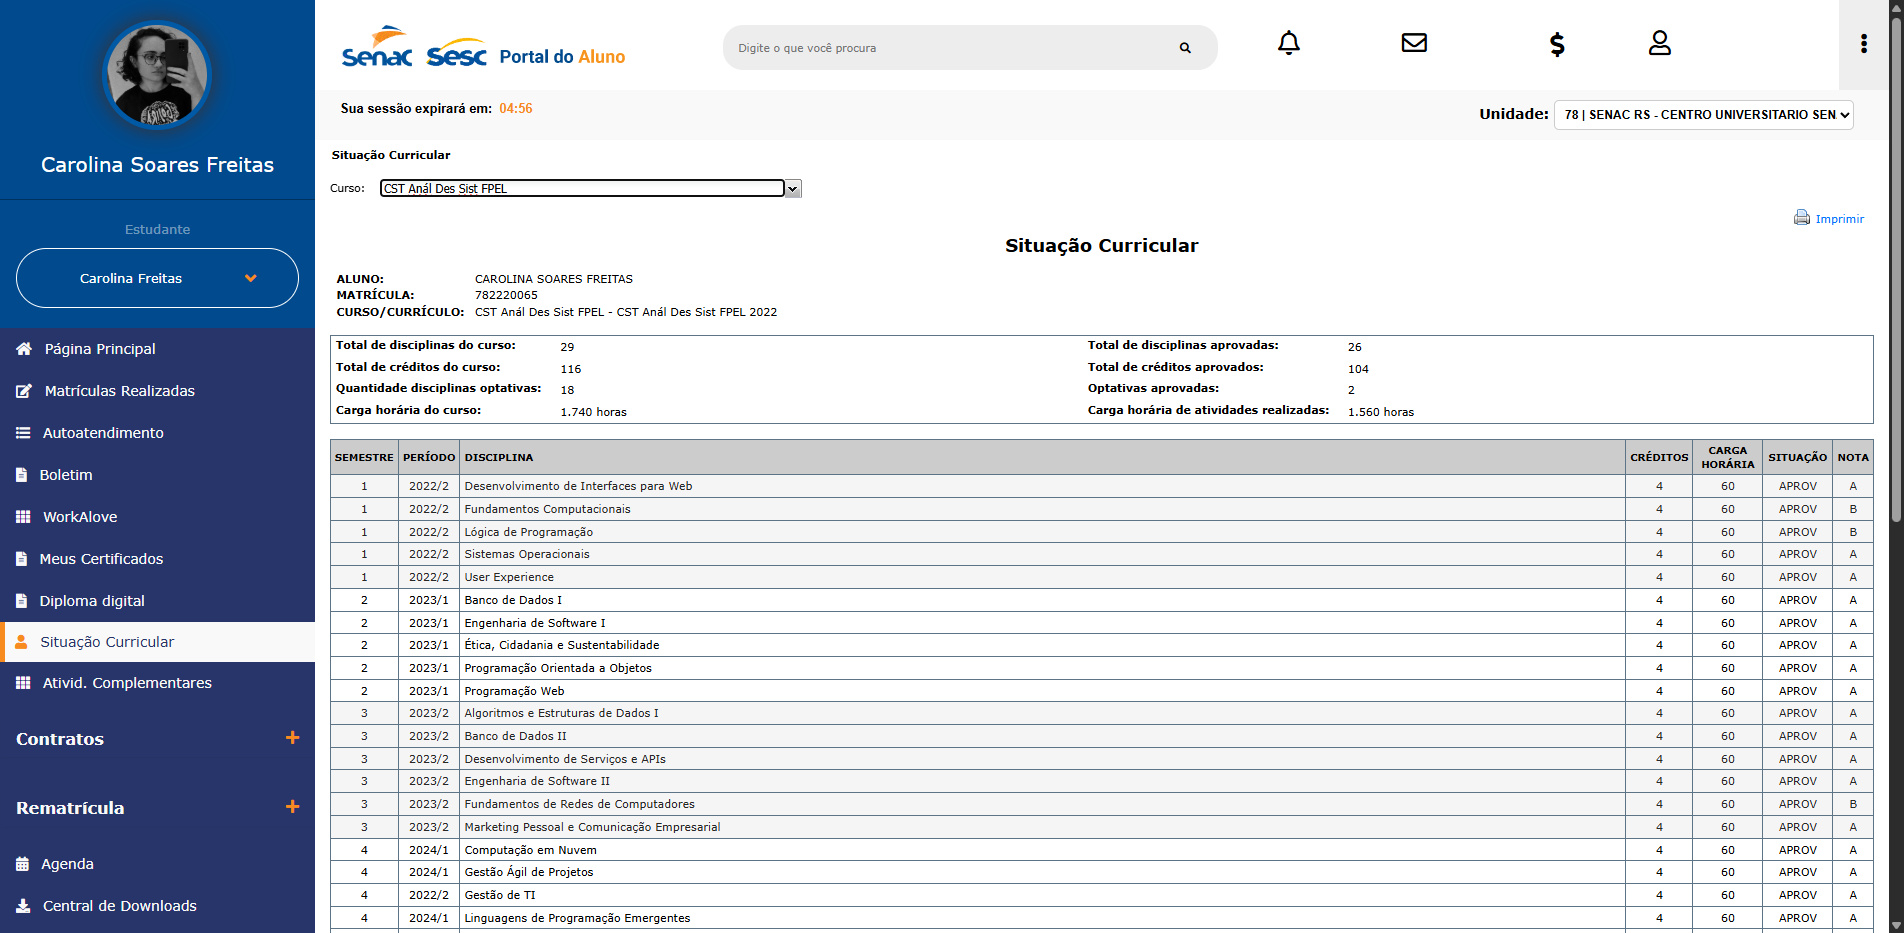 Carolina Soares Freitas
Estudante
Carolina Freitas
Página Principal
Matrículas Realizadas
Autoatendimento
Boletim
WorkAlove
Meus Certificados
Diploma digital
Situação Curricular
Ativid. Complementares
Contratos
Rematrícula
Agenda
Central de Downloads
Senac Sesc Portal do Aluno
Digite o que você procura
Sua sessão expirará em: 04:56
Unidade: 78 | SENAC RS - CENTRO UNIVERSITARIO SEN
Situação Curricular
Curso: CST Anál Des Sist FPEL
Imprimir
Situação Curricular
ALUNO: CAROLINA SOARES FREITAS
MATRÍCULA: 782220065
CURSO/CURRÍCULO: CST Anál Des Sist FPEL - CST Anál Des Sist FPEL 2022
Total de disciplinas do curso: 29 Total de disciplinas aprovadas: 26
Total de créditos do curso: 116 Total de créditos aprovados: 104
Quantidade disciplinas optativas: 18 Optativas aprovadas: 2
Carga horária do curso: 1.740 horas Carga horária de atividades realizadas: 1.560 horas
SEMESTRE PERÍODO DISCIPLINA CRÉDITOS CARGA HORÁRIA SITUAÇÃO NOTA
1 2022/2 Desenvolvimento de Interfaces para Web 4 60 APROV A
1 2022/2 Fundamentos Computacionais 4 60 APROV B
1 2022/2 Lógica de Programação 4 60 APROV B
1 2022/2 Sistemas Operacionais 4 60 APROV A
1 2022/2 User Experience 4 60 APROV A
2 2023/1 Banco de Dados I 4 60 APROV A
2 2023/1 Engenharia de Software I 4 60 APROV A
2 2023/1 Ética, Cidadania e Sustentabilidade 4 60 APROV A
2 2023/1 Programação Orientada a Objetos 4 60 APROV A
2 2023/1 Programação Web 4 60 APROV A
3 2023/2 Algoritmos e Estruturas de Dados I 4 60 APROV A
3 2023/2 Banco de Dados II 4 60 APROV A
3 2023/2 Desenvolvimento de Serviços e APIs 4 60 APROV A
3 2023/2 Engenharia de Software II 4 60 APROV A
3 2023/2 Fundamentos de Redes de Computadores 4 60 APROV B
3 2023/2 Marketing Pessoal e Comunicação Empresarial 4 60 APROV A
4 2024/1 Computação em Nuvem 4 60 APROV A
4 2024/1 Gestão Ágil de Projetos 4 60 APROV A
4 2022/2 Gestão de TI 4 60 APROV A
4 2024/1 Linguagens de Programação Emergentes 4 60 APROV A